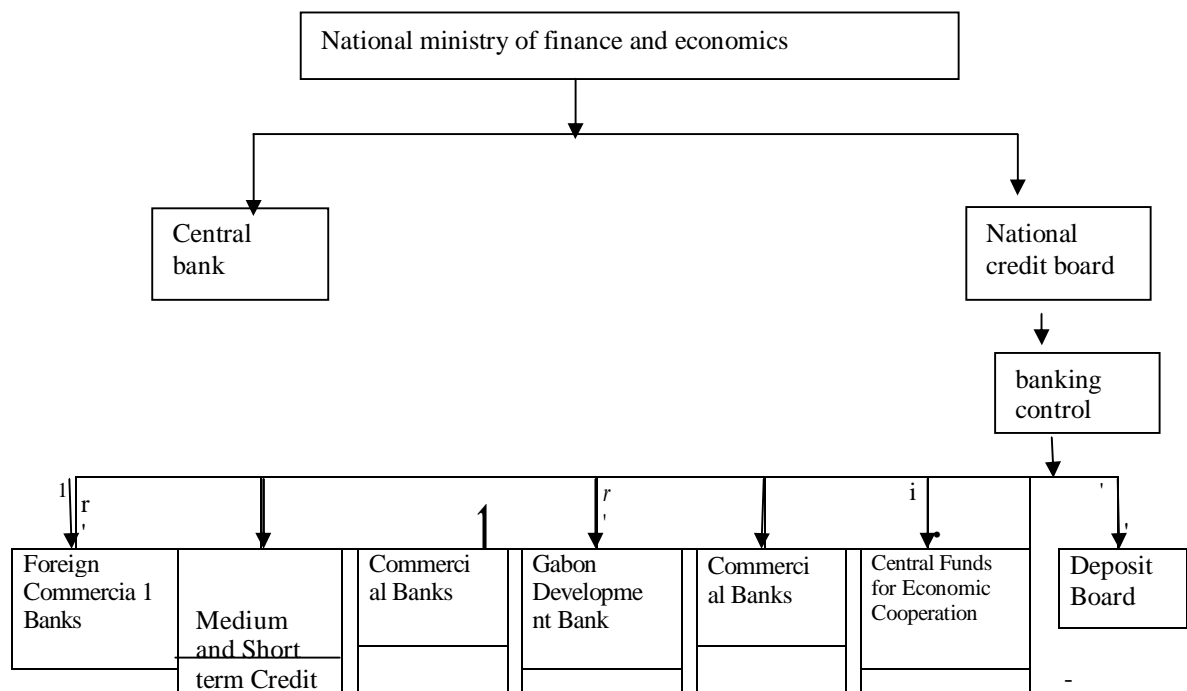 National ministry of finance and economics
Central
bank
National
credit board
banking
control
1
r
'
r
'
i
'
'
1
Foreign
Commercia 1
Banks
Medium
and Short
term Credit
Commerci
al Banks
Gabon
Developme
nt Bank
Commerci
al Banks
Central Funds
for Economic
Cooperation
Deposit
Board
-